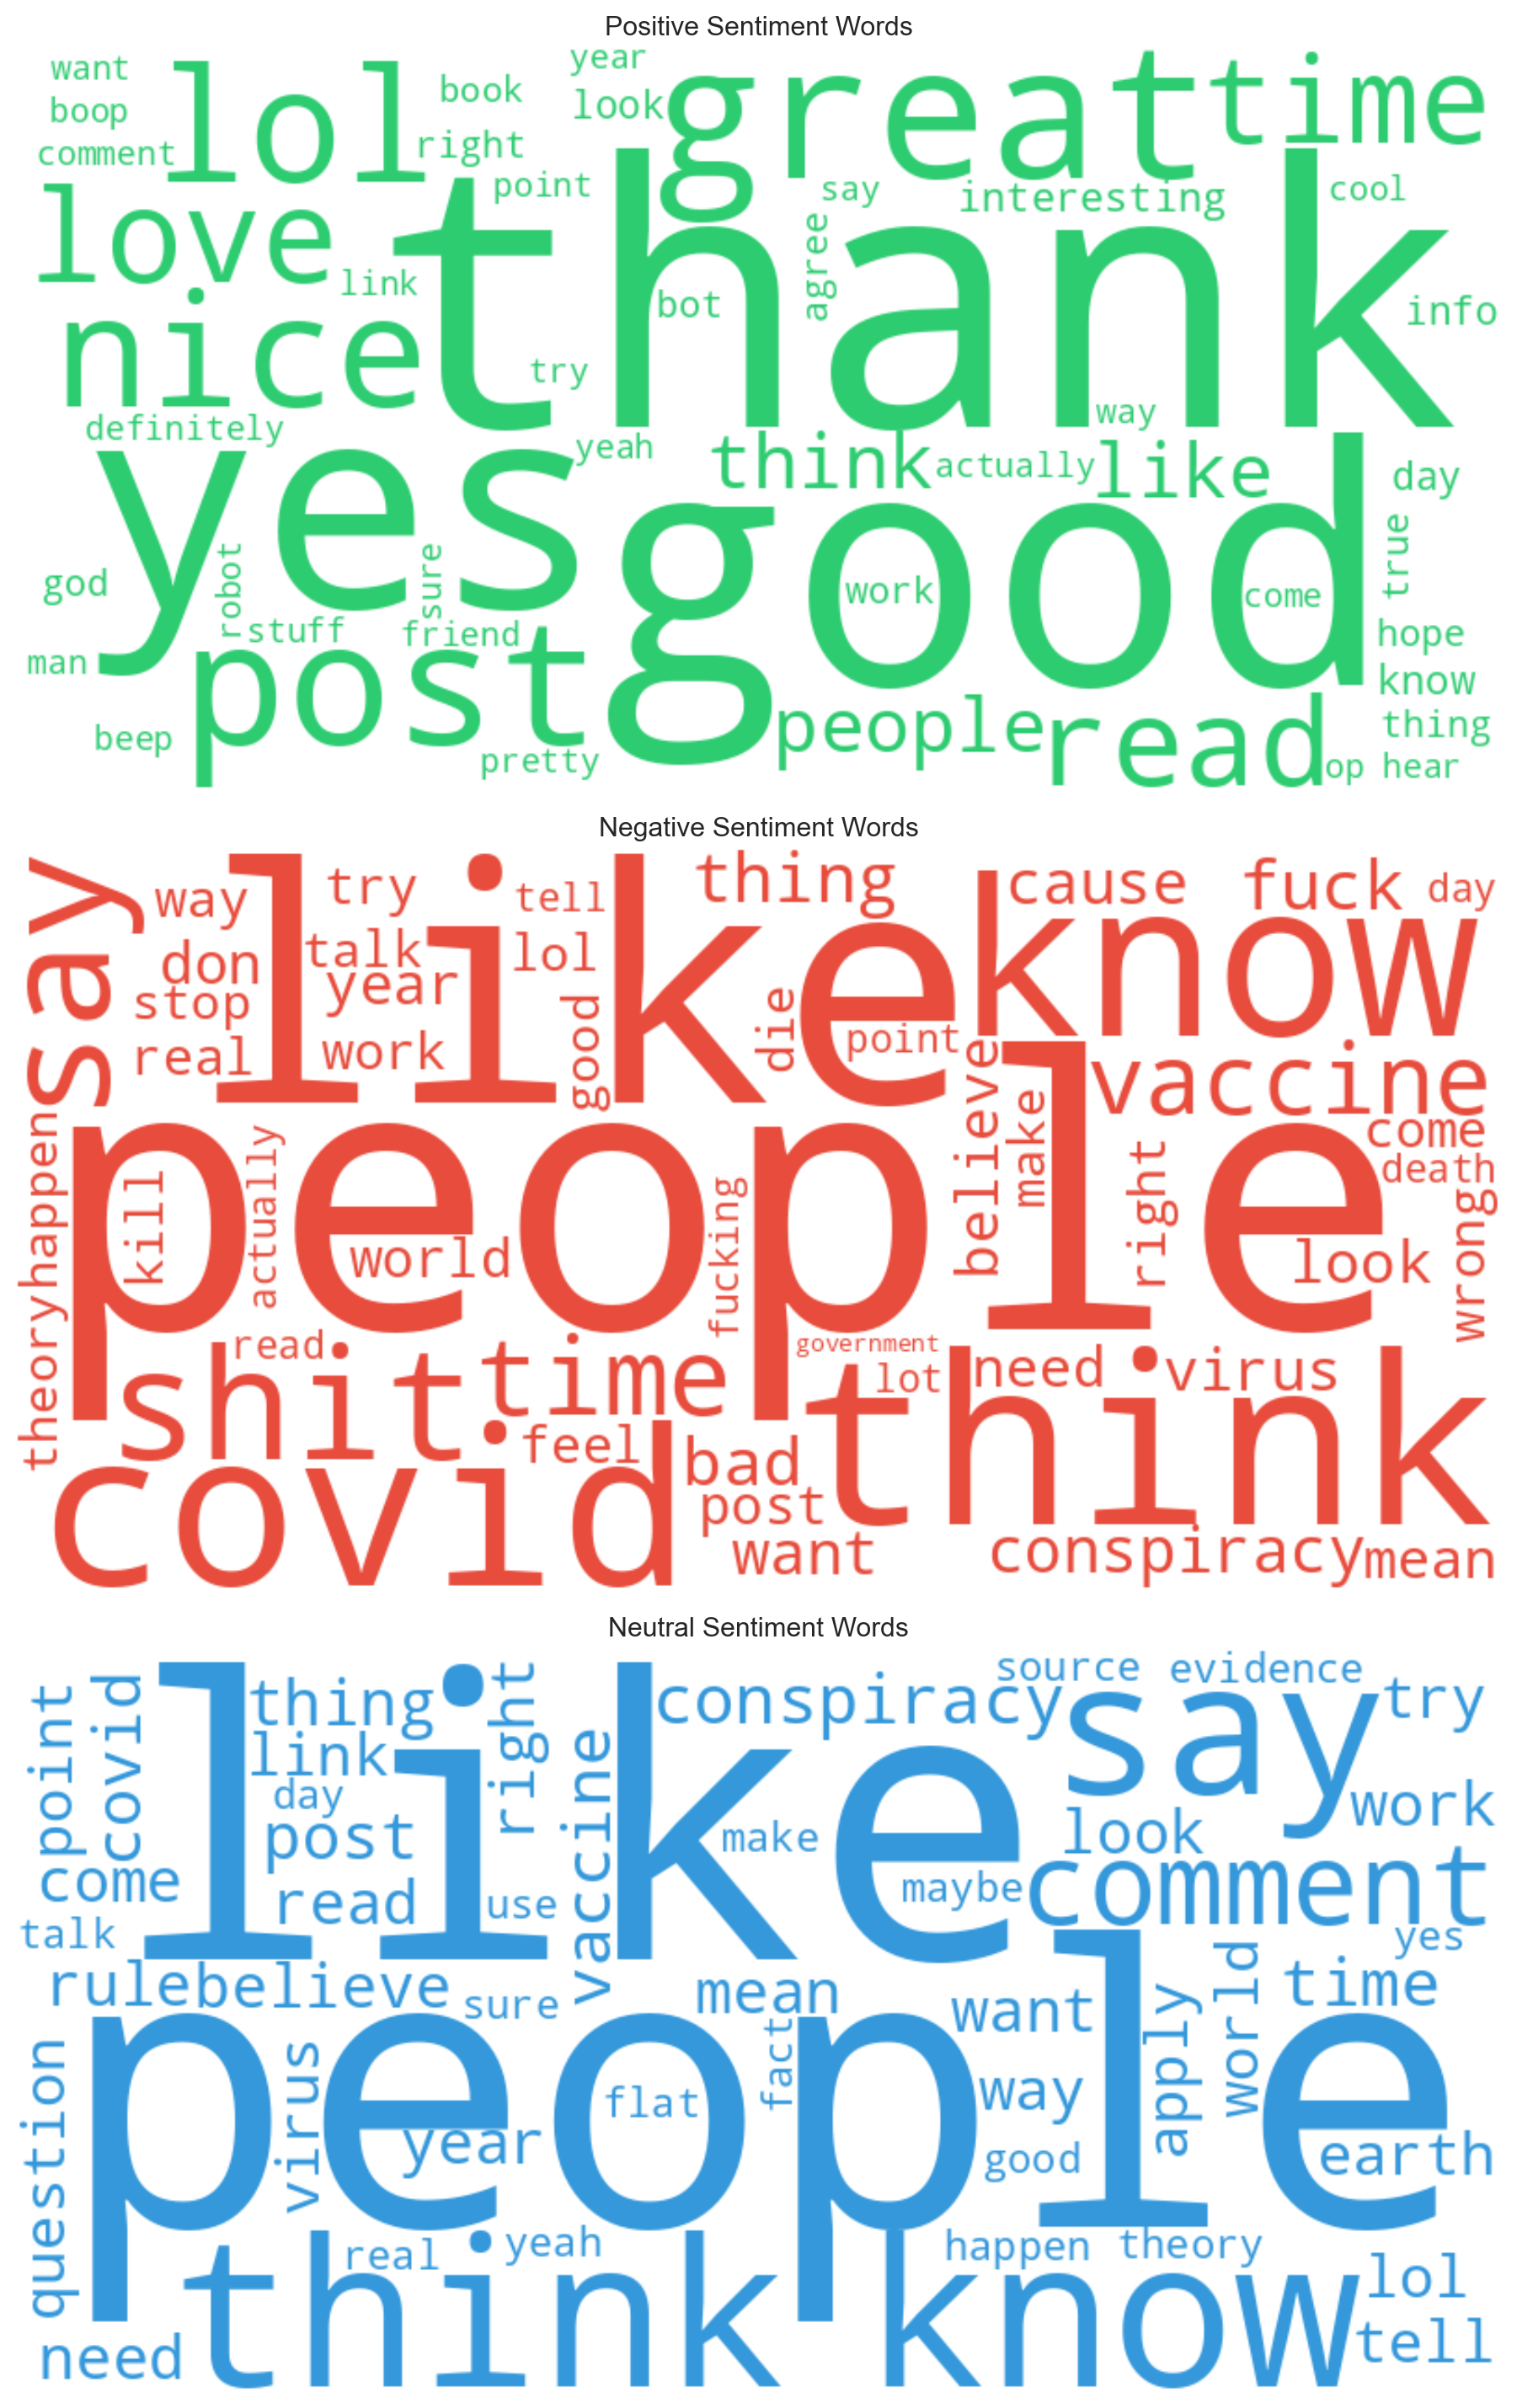 Positive Sentiment Words
want
year
great
time
lol
book
look
boop
comment
right
love
point
thank
say
interesting
cool
agree
link
nice
bot
info
try
definitely
way
yes
yeah
think
actually
like
day
good
true
god
robot
sure
work
come
stuff
friend
hope
man
post
know
people
read
thing
beep
pretty
op
hear
Negative Sentiment Words
say
like
way
try
tell
thing
know
cause
fuck
day
don
talk
lol
stop
year
good
die
point
real
work
believe
vaccine
make
come
people
happen
actually
right
death
kill
fucking
wrong
world
look
theory
read
government
shit
time
lot
need
virus
think
feel
covid
bad
post
want
conspiracy
mean
Neutral Sentiment Words
point
covid
like
thing
right
conspiracy
source
evidence
say
try
link
day
vaccine
work
post
make
look
come
read
use
maybe
comment
talk
yes
rule
believe
sure
mean
want
apply
world
time
people
question
virus
fact
flat
way
year
good
earth
real
yeah
happen
theory
think
know
lol
need
tell